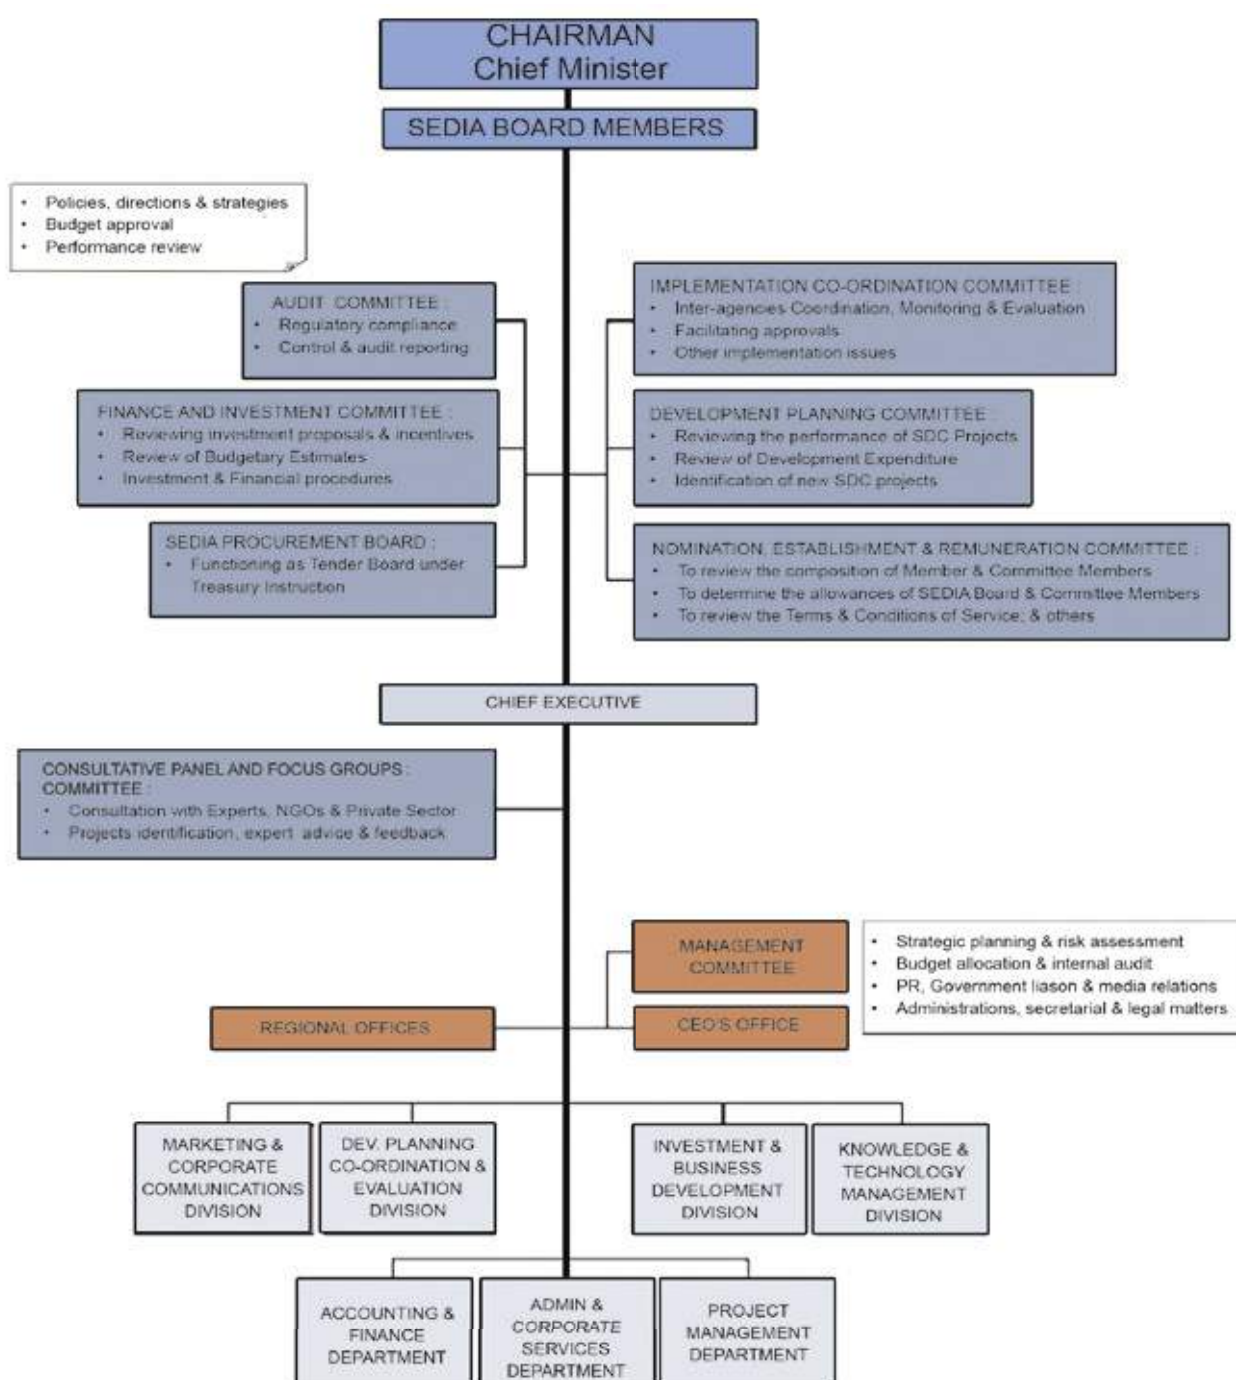 CHAIRMAN
Chief Minister
SEDIA BOARD MEMBERS
• Policies, directions & strategies
• Budget approval
• Performance review
AUDIT COMMITTEE :
• Regulatory compliance
• Control & audit reporting
IMPLEMENTATION CO-ORDINATION COMMITTEE :
• Inter-agencies Coordination, Monitoring & Evaluation
• Facilitating approvals
• Other implementation issues
FINANCE AND INVESTMENT COMMITTEE :
• Reviewing investment proposals & incentives
• Review of Budgetary Estimates
• Investment & Financial procedures
DEVELOPMENT PLANNING COMMITTEE :
• Reviewing the performance of SDC Projects
• Review of Development Expenditure
• Identification of new SDC projects
SEDIA PROCUREMENT BOARD :
• Functioning as Tender Board under
Treasury Instruction
NOMINATION, ESTABLISHMENT & REMUNERATION COMMITTEE :
• To review the composition of Member & Committee Members
• To determine the allowances of SEDIA Board & Committee Members
• To review the Terms & Conditions of Service; & others
CHIEF EXECUTIVE
CONSULTATIVE PANEL AND FOCUS GROUPS :
COMMITTEE :
• Consultation with Experts, NGOs & Private Sector
• Projects identification, expert advice & feedback
MANAGEMENT
COMMITTEE
• Strategic planning & risk assessment
• Budget allocation & internal audit
• PR, Government liason & media relations
• Administrations, secretarial & legal matters
REGIONAL OFFICES
CEO'S OFFICE
MARKETING &
CORPORATE
COMMUNICATIONS
DIVISION
DEV. PLANNING
CO-ORDINATION &
EVALUATION
DIVISION
INVESTMENT &
BUSINESS
DEVELOPMENT
DIVISION
KNOWLEDGE &
TECHNOLOGY
MANAGEMENT
DIVISION
ACCOUNTING &
FINANCE
DEPARTMENT
ADMIN &
CORPORATE
SERVICES
DEPARTMENT
PROJECT
MANAGEMENT
DEPARTMENT